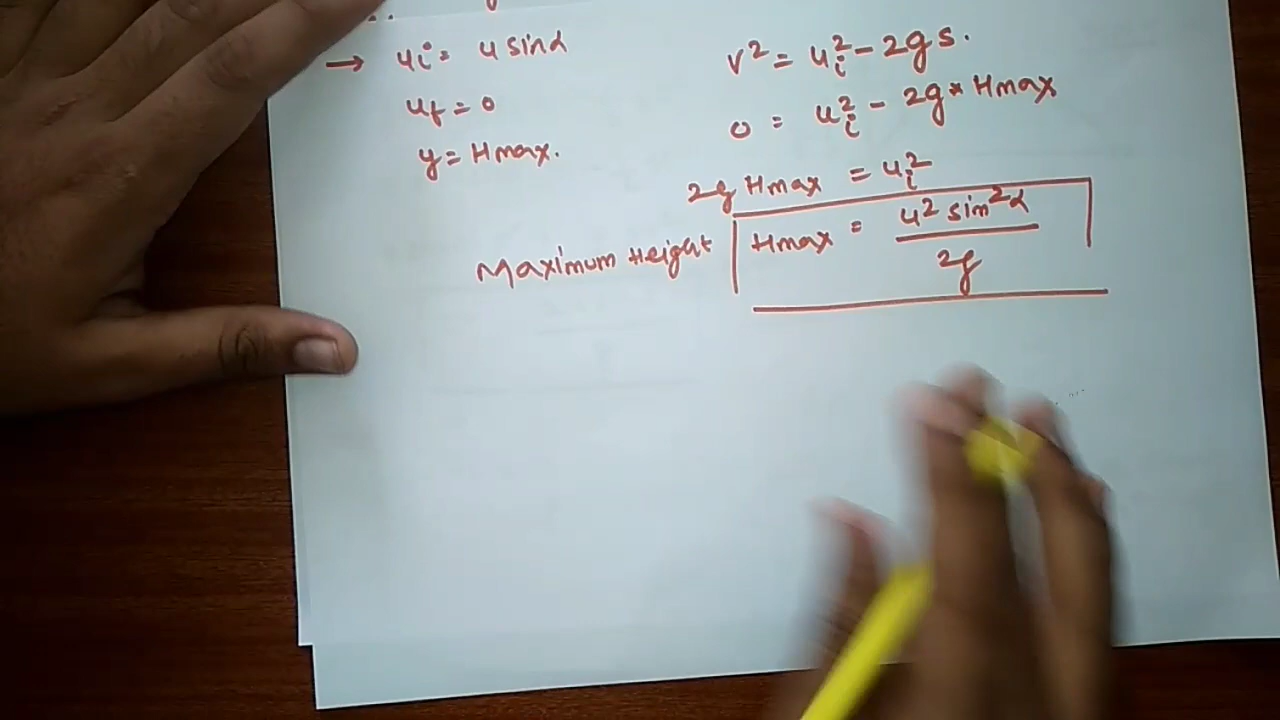 → ui = u sinα
uf = 0
y = Hmax.
v² = ui² - 2gs.
0 = ui² - 2g * Hmax
2g Hmax = ui²
Maximum Height Hmax = u² sin²α / 2g